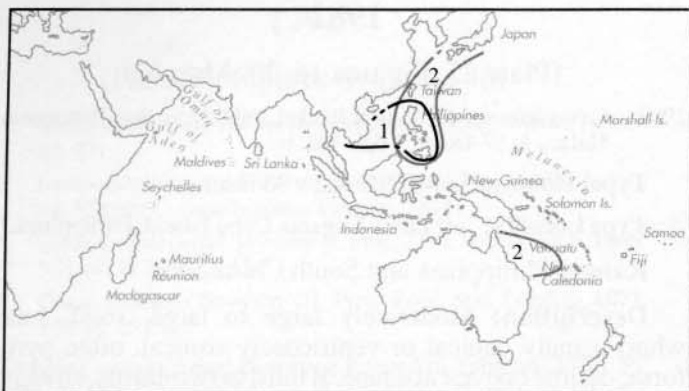 Japan
2
Taiwan
Gulf of Oman
Gulf of Aden
1
Philippines
Marshall Is.
Maldives
Sri Lanka
Melanesia
Seychelles
New Guinea
Solomon Is.
Indonesia
Samoa
2
Vanuatu
Fiji
Mauritius
Reunion
New Caledonia
Madagascar